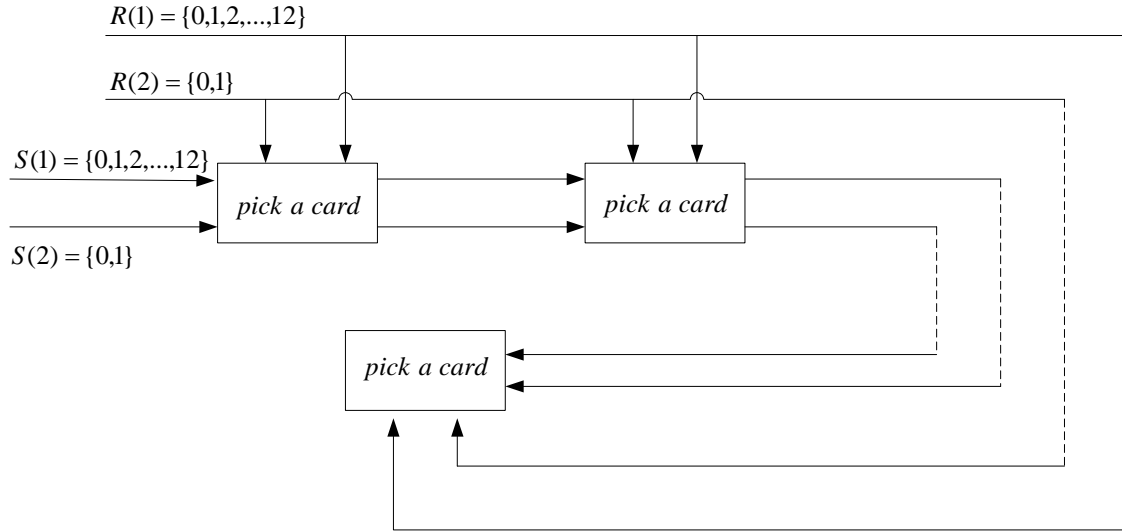 R(1) = {0,1,2,...,12}
R(2) = {0,1}
S(1) = {0,1,2,...,12}
pick a card
pick a card
S(2) = {0,1}
pick a card